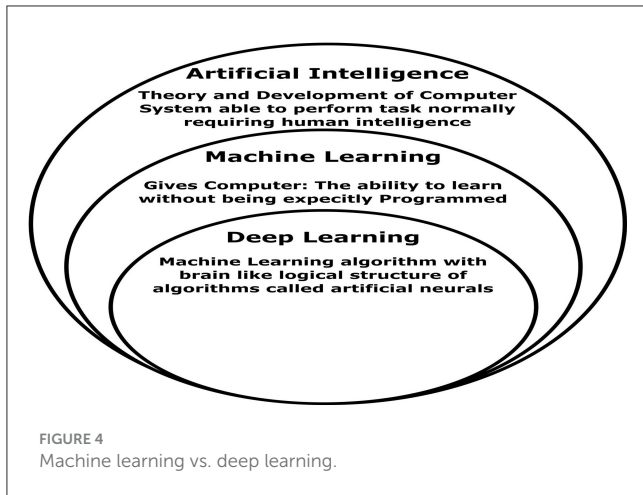 Artificial Intelligence
Theory and Development of Computer
System able to perform task normally
requiring human intelligence
Machine Learning
Gives Computer: The ability to learn
without being expecitly Programmed
Deep Learning
Machine Learning algorithm with
brain like logical structure of
algorithms called artificial neurals
FIGURE 4
Machine learning vs. deep learning.